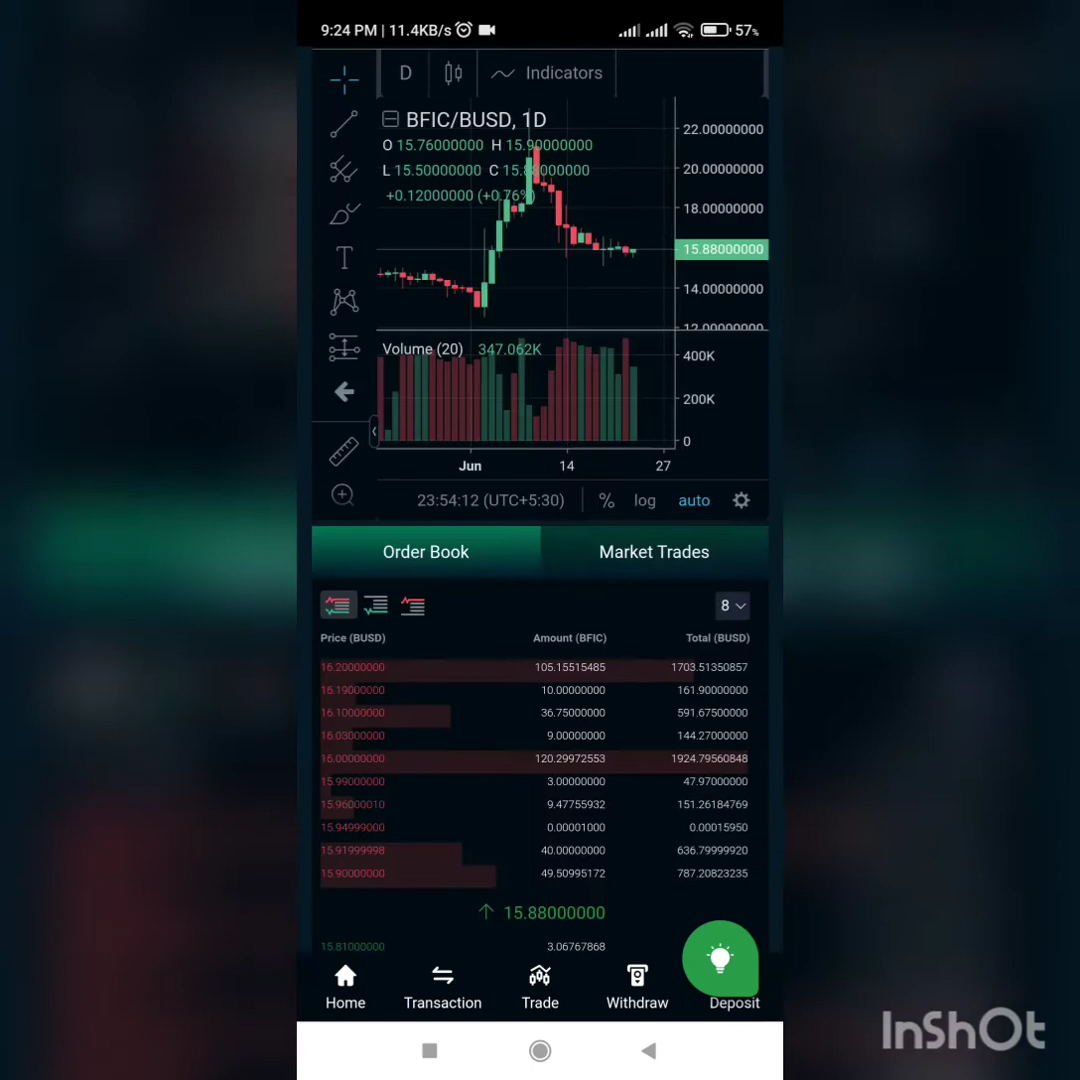 9:24 PM | 11.4KB/s 57%
D Indicators
BFIC/BUSD, 1D
O 15.76000000 H 15.90000000
L 15.50000000 C 15.88000000
+0.12000000 (+0.76%)
22.00000000
20.00000000
18.00000000
15.88000000
14.00000000
12.00000000
Volume (20) 347.062K
400K
200K
0
Jun 14 27
23:54:12 (UTC+5:30) % log auto
Order Book Market Trades
8
Price (BUSD) Amount (BFIC) Total (BUSD)
16.20000000 105.15515485 1703.51350857
16.19000000 10.00000000 161.90000000
16.10000000 36.75000000 591.67500000
16.03000000 9.00000000 144.27000000
16.00000000 120.29972553 1924.79560848
15.99000000 3.00000000 47.97000000
15.96000010 9.47755932 151.26184769
15.94999000 0.00001000 0.00015950
15.91999998 40.00000000 636.79999920
15.90000000 49.50995172 787.20823235
↑ 15.88000000
15.81000000 3.06767868
Home Transaction Trade Withdraw Deposit
InShOt